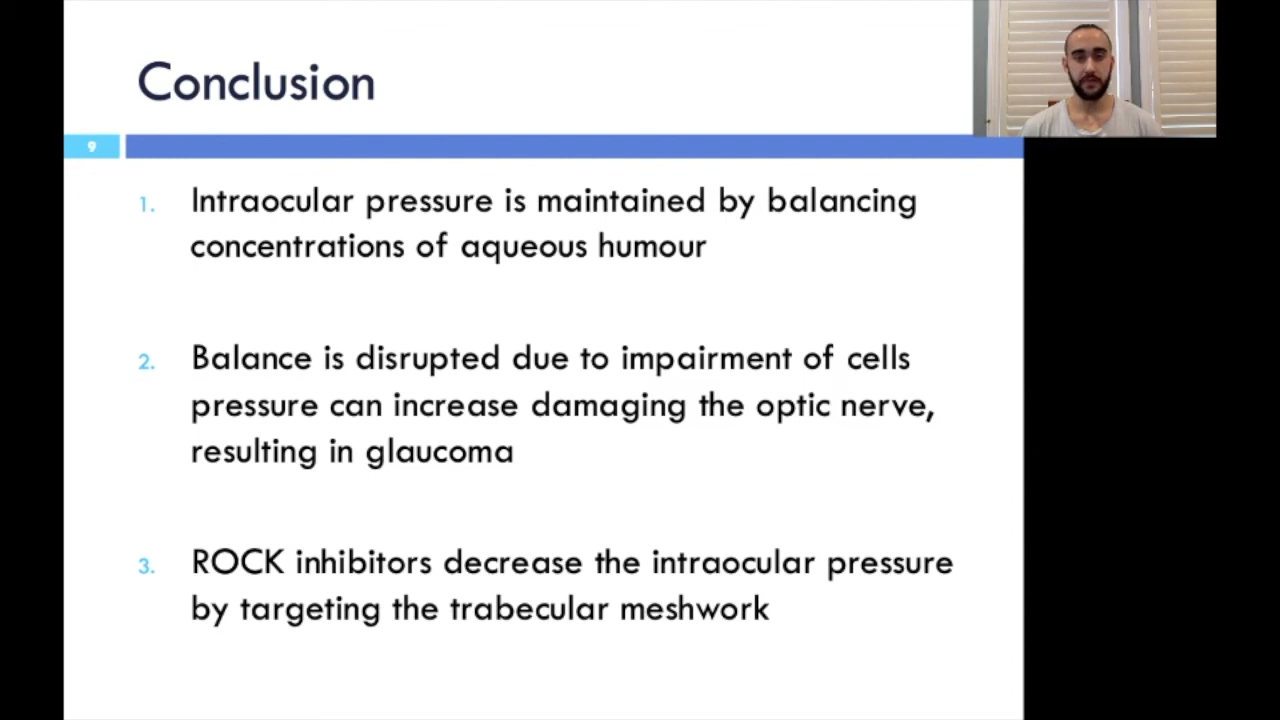 Conclusion
9
1. Intraocular pressure is maintained by balancing
concentrations of aqueous humour
2. Balance is disrupted due to impairment of cells
pressure can increase damaging the optic nerve,
resulting in glaucoma
3. ROCK inhibitors decrease the intraocular pressure
by targeting the trabecular meshwork